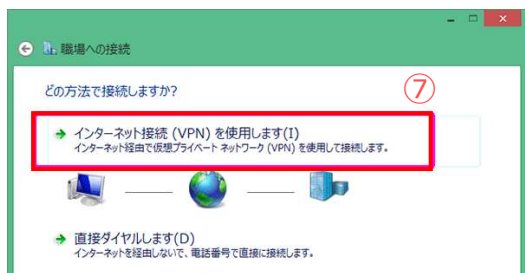 職場への接続
どの方法で接続しますか?
⑦
インターネット接続 (VPN) を使用します(I)
インターネット経由で仮想プライベート ネットワーク (VPN) を使用して接続します。
直接ダイヤルします(D)
インターネットを経由しないで、電話番号で直接に接続します。